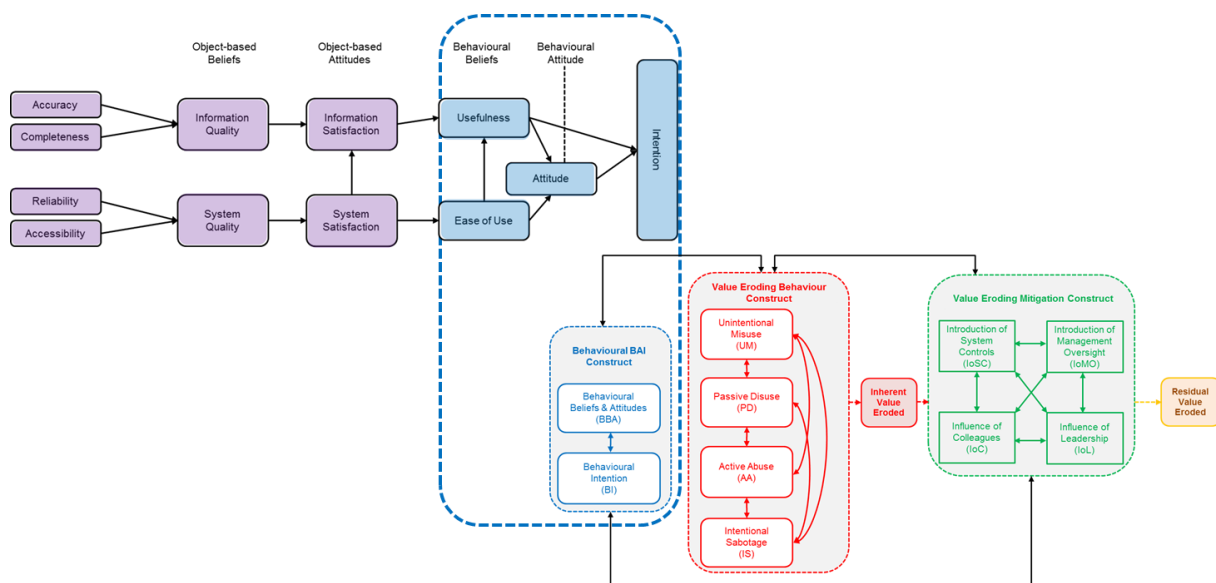 Object-based
Beliefs
Object-based
Attitudes
Behavioural
Beliefs
Behavioural
Attitude
Accuracy
Completeness
Information
Quality
Information
Satisfaction
Usefulness
Attitude
Intention
Reliability
Accessibility
System
Quality
System
Satisfaction
Ease of Use
Behavioural BAI
Construct
Behavioural
Beliefs & Attitudes
(BBA)
Behavioural
Intention
(BI)
Value Eroding Behaviour
Construct
Unintentional
Misuse
(UM)
Passive Disuse
(PD)
Active Abuse
(AA)
Intentional
Sabotage
(IS)
Inherent
Value
Eroded
Value Eroding Mitigation Construct
Introduction of
System
Controls
(IoSC)
Introduction of
Management
Oversight
(IoMO)
Influence of
Colleagues
(IoC)
Influence of
Leadership
(IoL)
Residual
Value
Eroded